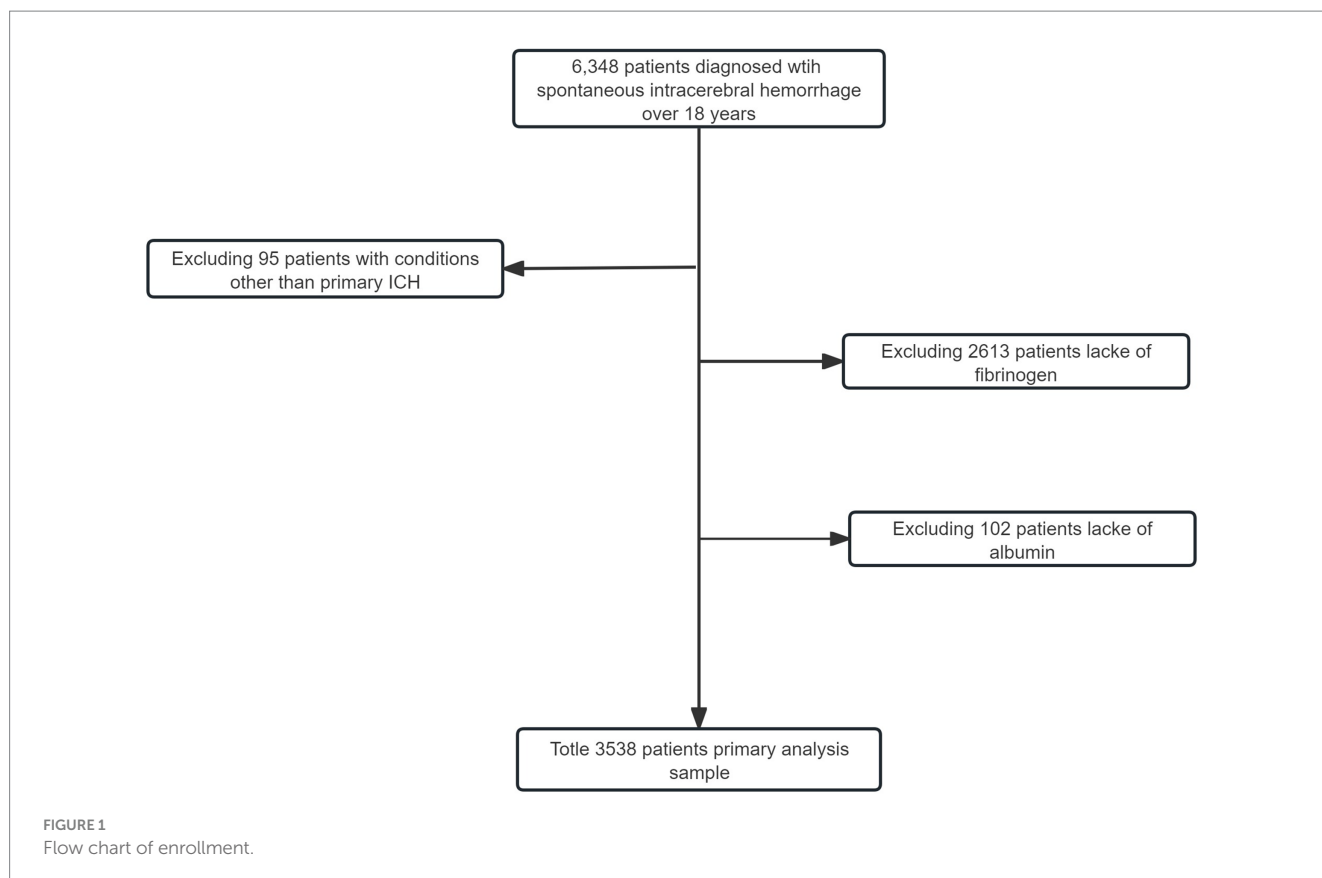 6,348 patients diagnosed wtih
spontaneous intracerebral hemorrhage
over 18 years
Excluding 95 patients with conditions
other than primary ICH
Excluding 2613 patients lacke of
fibrinogen
Excluding 102 patients lacke of
albumin
Totle 3538 patients primary analysis
sample
FIGURE 1
Flow chart of enrollment.